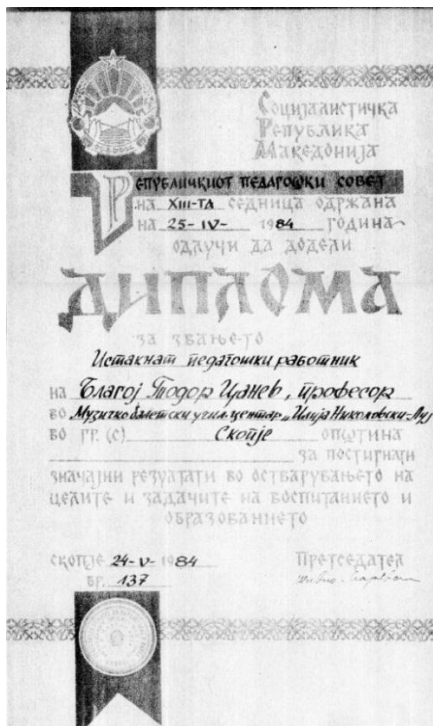 Социјалистичка
Република
Македонија
Републичкиот педагошки совет
на XIII-та седница одржана
на 25-IV- 1984 година
одлучи да додели
ДИПЛОМА
за звањето
Истакнат педагошки работник
на Благој Тодор Цанев, професор
во Музичкобалетски учил. центар „Илија Николовски-Луј
во гр. (с) Скопје општина
за постигнати
значајни резултати во остварувањето на
целите и задачите на воспитанието и
образованието
Скопје 24-V-1984 Претседател
бр. 137